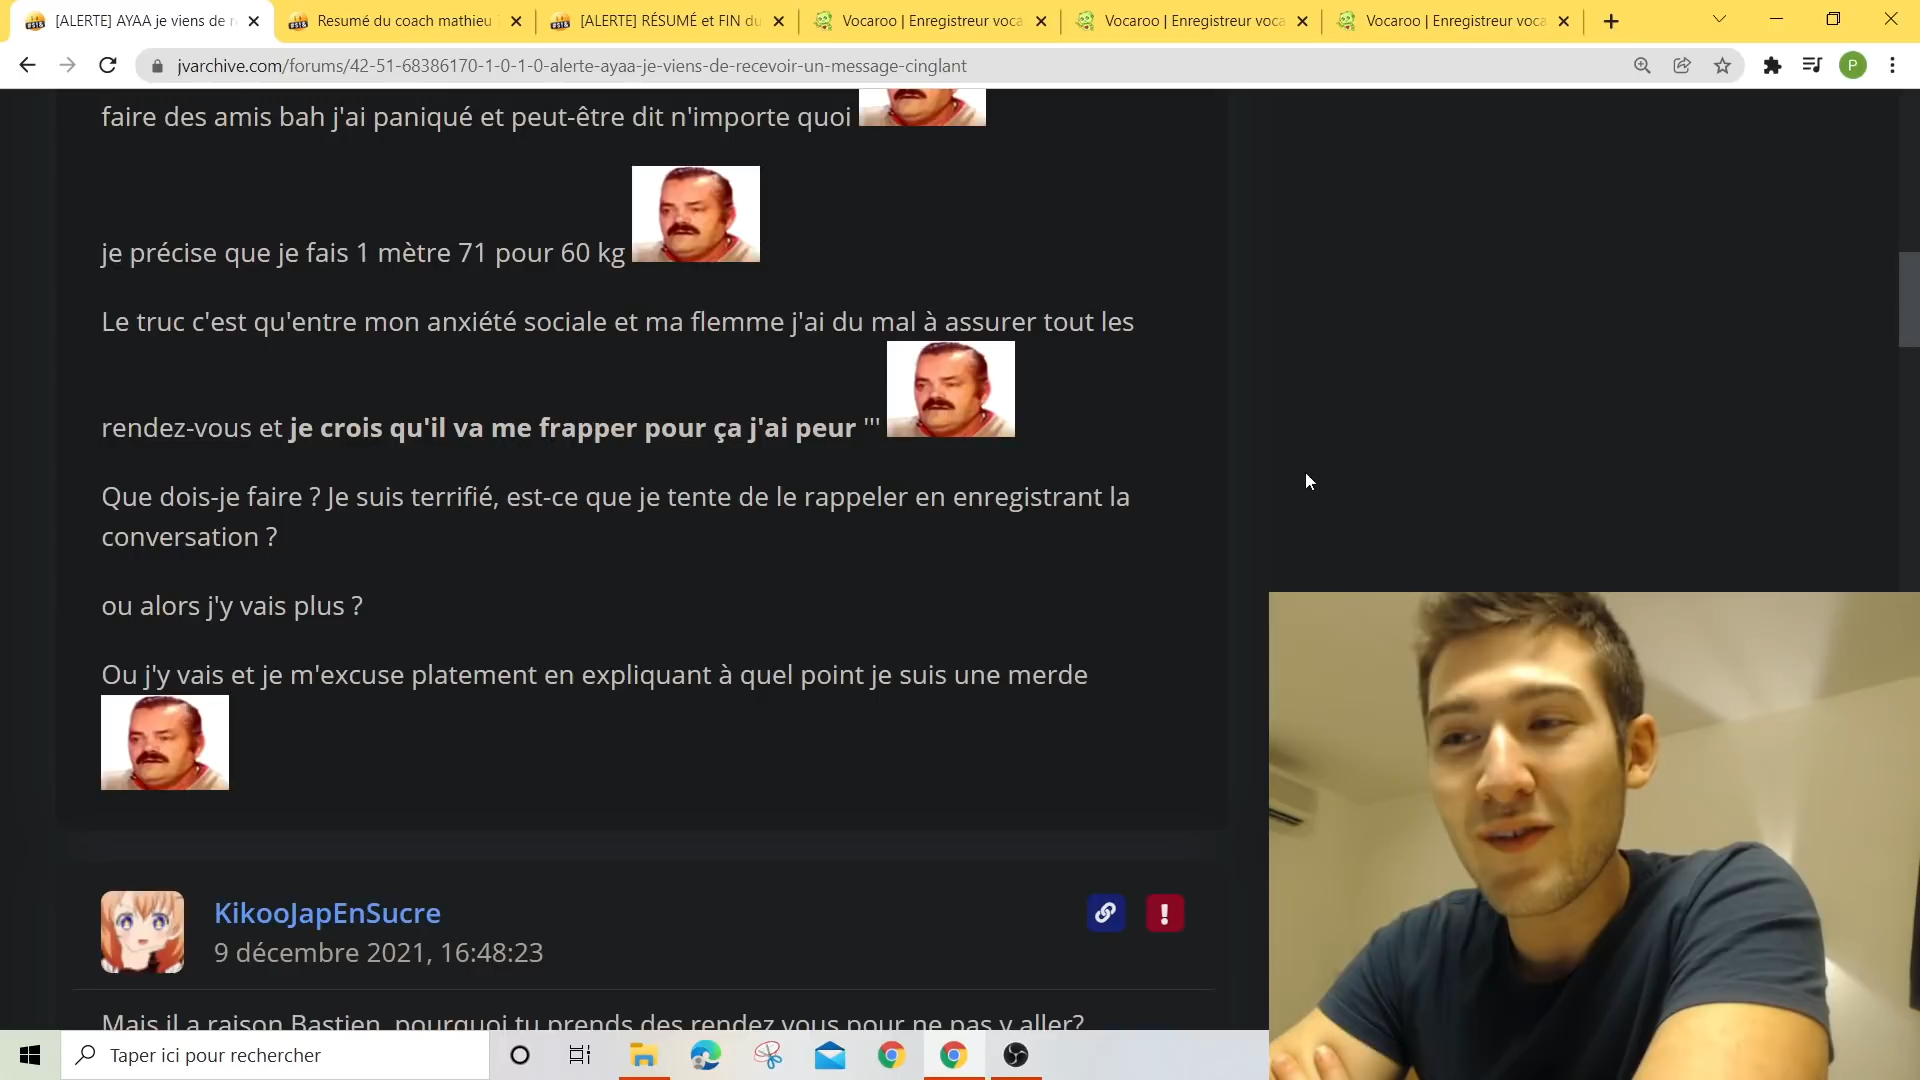 [ALERTE] AYAA je viens de r
Resumé du coach mathieu
[ALERTE] RÉSUMÉ et FIN du
Vocaroo | Enregistreur voca
Vocaroo | Enregistreur voca
Vocaroo | Enregistreur voca
jvarchive.com/forums/42-51-68386170-1-0-1-0-alerte-ayaa-je-viens-de-recevoir-un-message-cinglant
P
faire des amis bah j'ai paniqué et peut-être dit n'importe quoi
je précise que je fais 1 mètre 71 pour 60 kg
Le truc c'est qu'entre mon anxiété sociale et ma flemme j'ai du mal à assurer tout les
rendez-vous et je crois qu'il va me frapper pour ça j'ai peur '''
Que dois-je faire ? Je suis terrifié, est-ce que je tente de le rappeler en enregistrant la
conversation ?
ou alors j'y vais plus ?
Ou j'y vais et je m'excuse platement en expliquant à quel point je suis une merde
KikooJapEnSucre
9 décembre 2021, 16:48:23
Mais il a raison Bastien, pourquoi tu prends des rendez vous pour ne pas y aller?
Taper ici pour rechercher